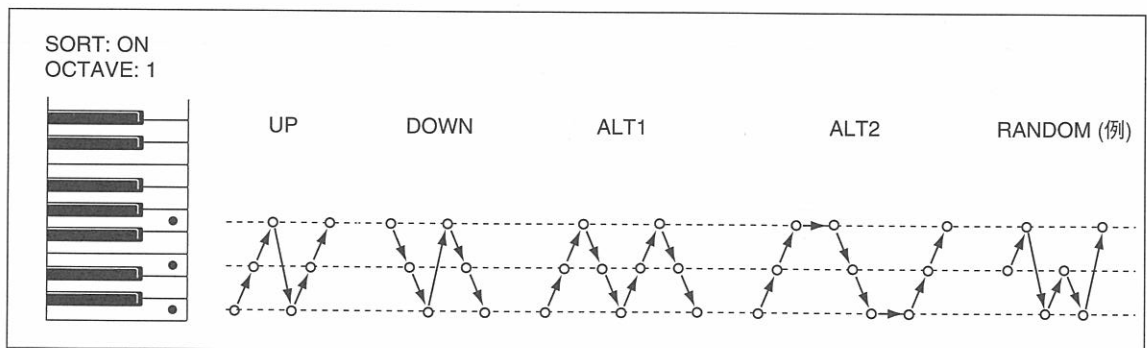 SORT: ON
OCTAVE: 1
UP DOWN ALT1 ALT2 RANDOM (例)